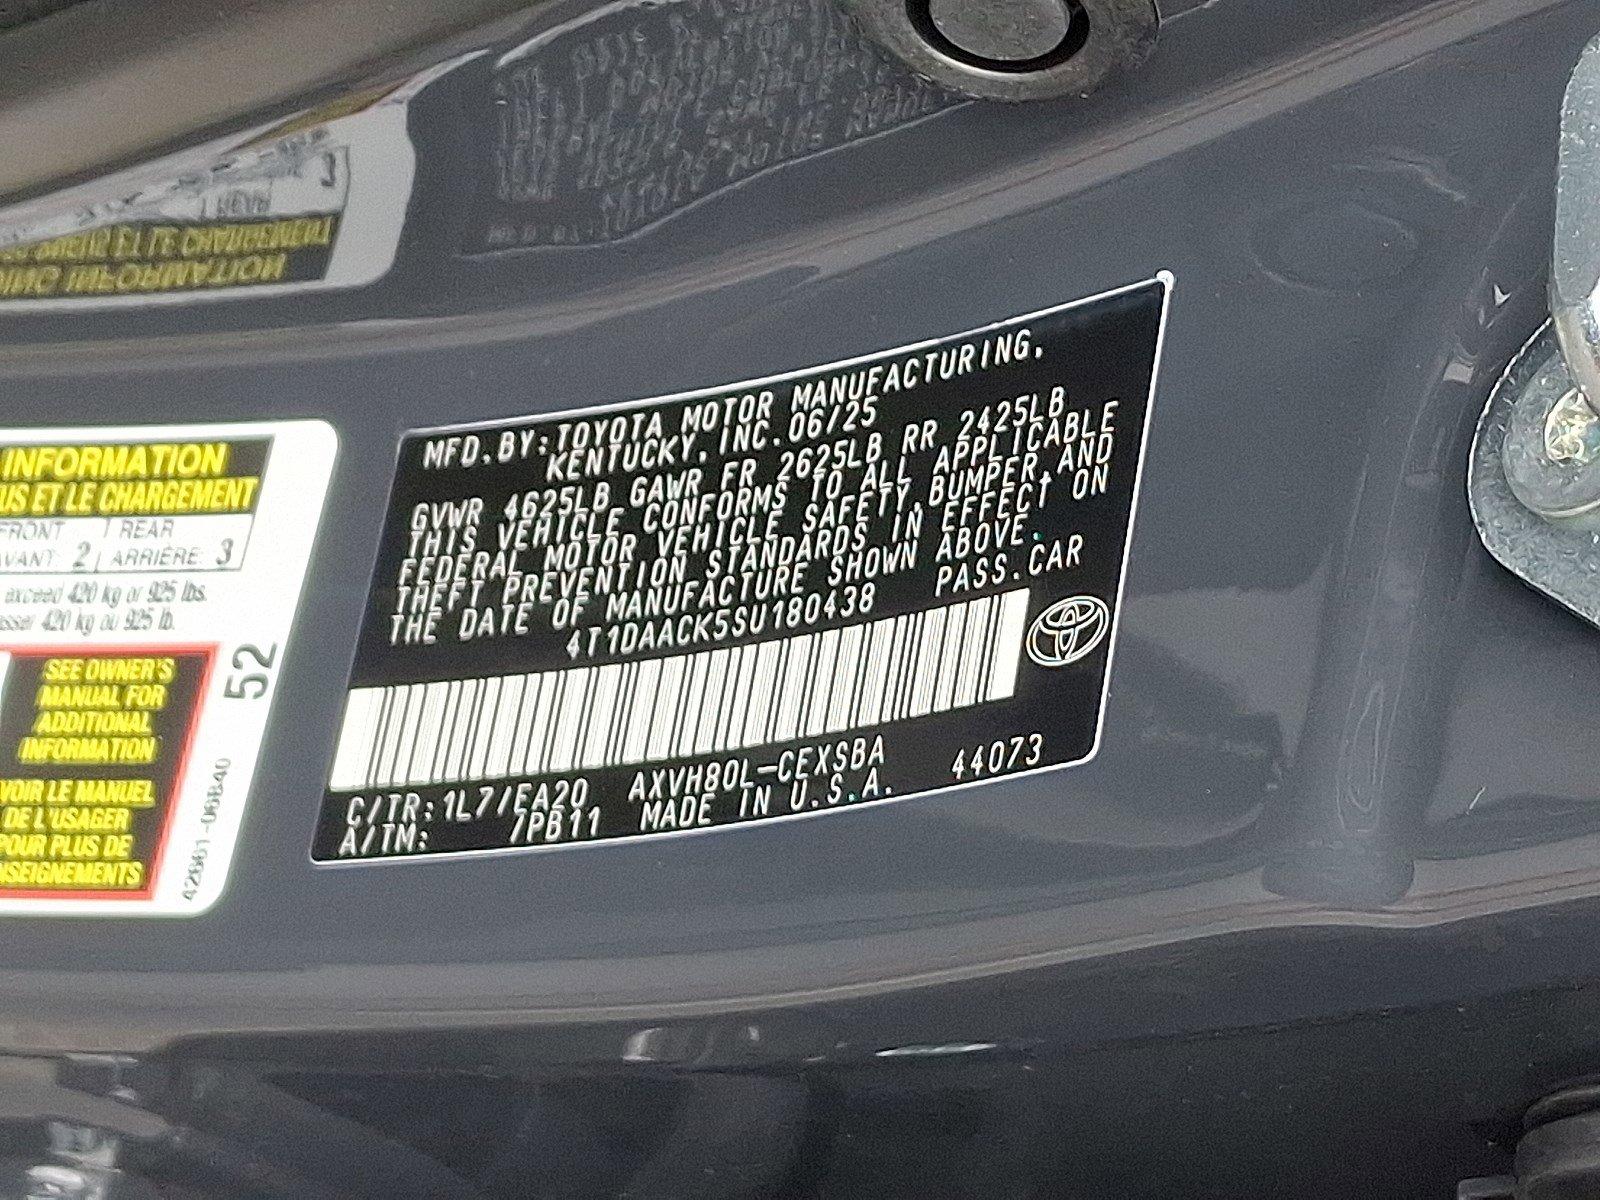 MFD.BY:TOYOTA MOTOR MANUFACTURING,
KENTUCKY,INC.06/25
GVWR 4625LB GAWR FR 2625LB RR 2425LB
THIS VEHICLE CONFORMS TO ALL APPLICABLE
FEDERAL MOTOR VEHICLE SAFETY,BUMPER,AND
THEFT PREVENTION STANDARDS IN EFFECT ON
THE DATE OF MANUFACTURE SHOWN ABOVE.
4T1DAACK5SU180438 PASS.CAR
C/TR:1L7/EA20 AXVH80L-CEXSBA 44073
A/TM: /PB11 MADE IN U.S.A.
INFORMATION
ET LE CHARGEMENT
FRONT REAR
AVANT: 2 ARRIÈRE: 3
exceed 420 kg or 925 lbs.
420 kg ou 925 lb.
SEE OWNER'S
MANUAL FOR
ADDITIONAL
INFORMATION
VOIR LE MANUEL
DE L'USAGER
POUR PLUS DE
52
42661-06B40